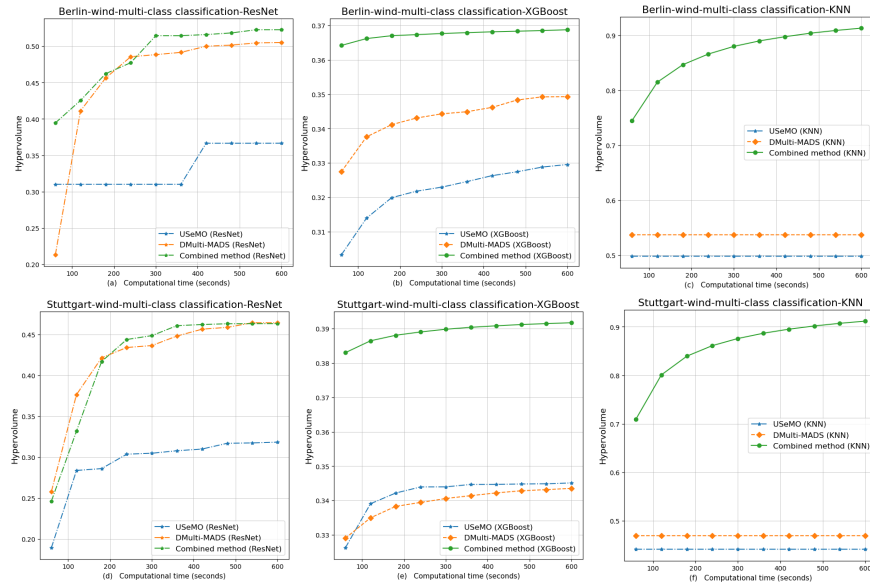 Berlin-wind-multi-class classification-ResNet
Hypervolume
0.50
0.45
0.40
0.35
0.30
0.25
0.20
USeMO (ResNet)
DMulti-MADS (ResNet)
Combined method (ResNet)
100 200 300 400 500 600
(a) Computational time (seconds)
Berlin-wind-multi-class classification-XGBoost
Hypervolume
0.37
0.36
0.35
0.34
0.33
0.32
0.31
USeMO (XGBoost)
DMulti-MADS (XGBoost)
Combined method (XGBoost)
100 200 300 400 500 600
(b) Computational time (seconds)
Berlin-wind-multi-class classification-KNN
Hypervolume
0.9
0.8
0.7
0.6
0.5
USeMO (KNN)
DMulti-MADS (KNN)
Combined method (KNN)
100 200 300 400 500 600
(c) Computational time (seconds)
Stuttgart-wind-multi-class classification-ResNet
Hypervolume
0.45
0.40
0.35
0.30
0.25
0.20
USeMO (ResNet)
DMulti-MADS (ResNet)
Combined method (ResNet)
100 200 300 400 500 600
(d) Computational time (seconds)
Stuttgart-wind-multi-class classification-XGBoost
Hypervolume
0.39
0.38
0.37
0.36
0.35
0.34
0.33
USeMO (XGBoost)
DMulti-MADS (XGBoost)
Combined method (XGBoost)
100 200 300 400 500 600
(e) Computational time (seconds)
Stuttgart-wind-multi-class classification-KNN
Hypervolume
0.9
0.8
0.7
0.6
0.5
USeMO (KNN)
DMulti-MADS (KNN)
Combined method (KNN)
100 200 300 400 500 600
(f) Computational time (seconds)